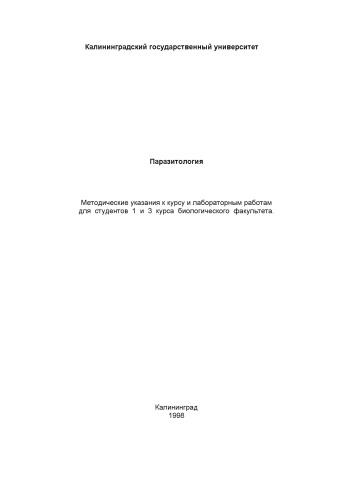 Калининградский государственный университет
Паразитология
Методические указания к курсу и лабораторным работам
для студентов 1 и 3 курса биологического факультета.
Калининград
1998